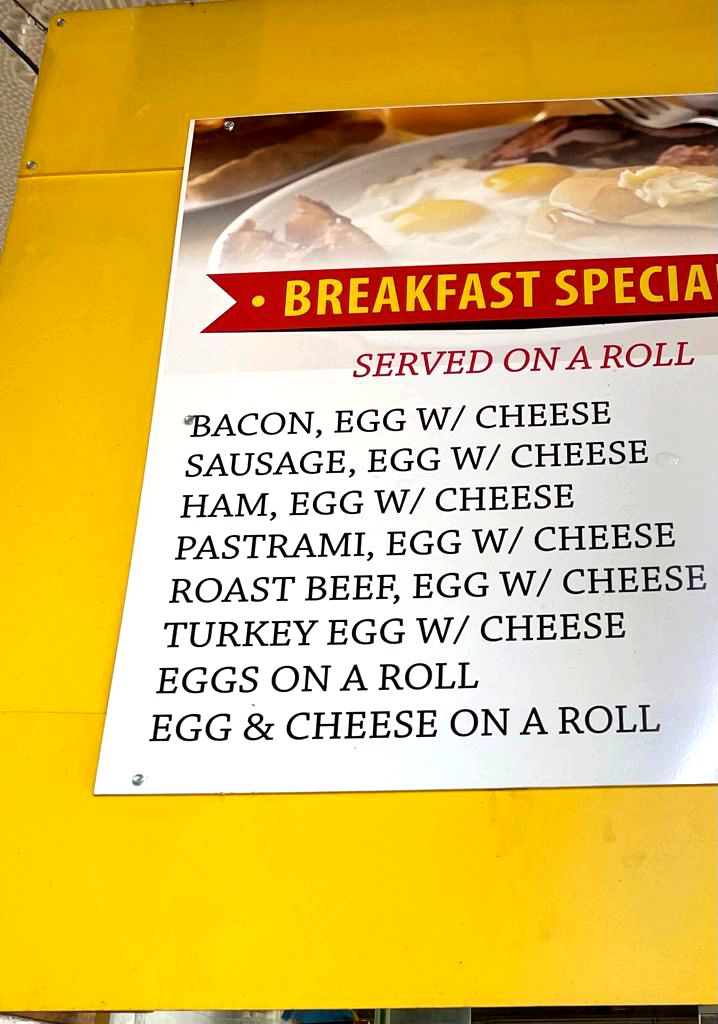 • BREAKFAST SPECIA
SERVED ON A ROLL
BACON, EGG W/ CHEESE
SAUSAGE, EGG W/ CHEESE
HAM, EGG W/ CHEESE
PASTRAMI, EGG W/ CHEESE
ROAST BEEF, EGG W/ CHEESE
TURKEY EGG W/ CHEESE
EGGS ON A ROLL
EGG & CHEESE ON A ROLL